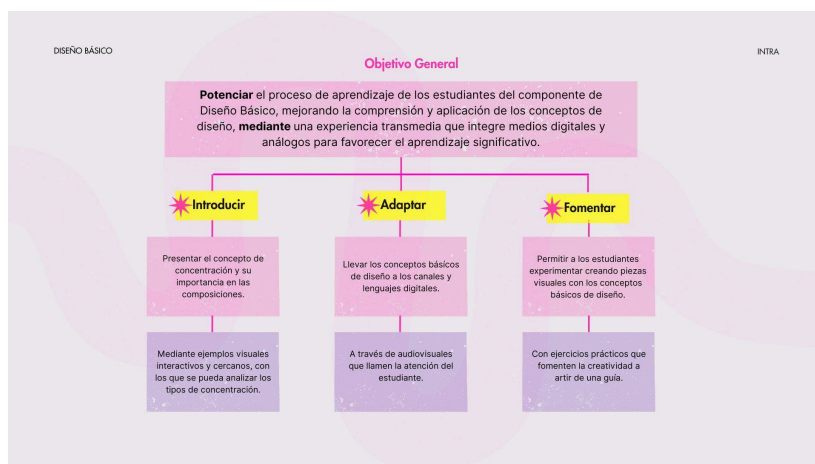 DISEÑO BÁSICO
INTRA
Objetivo General
Potenciar el proceso de aprendizaje de los estudiantes del componente de
Diseño Básico, mejorando la comprensión y aplicación de los conceptos de
diseño, mediante una experiencia transmedia que integre medios digitales y
análogos para favorecer el aprendizaje significativo.
Introducir
Adaptar
Fomentar
Presentar el concepto de
concentración y su
importancia en las
composiciones.
Llevar los conceptos básícos
de diseño a los canales y
lenguajes digitales.
Permitir a los estudiantes
experimentar creando piezas
visuales con los conceptos
básicos de diseño.
Mediante ejemplos visuales
interactivos y cercanos, con
los que se pueda analizar los
tipos de concentración.
A través de audiovisuales
que llamen la atención del
estudiante.
Con ejercicios prácticos que
fomenten la creatividad a
artir de una guía.